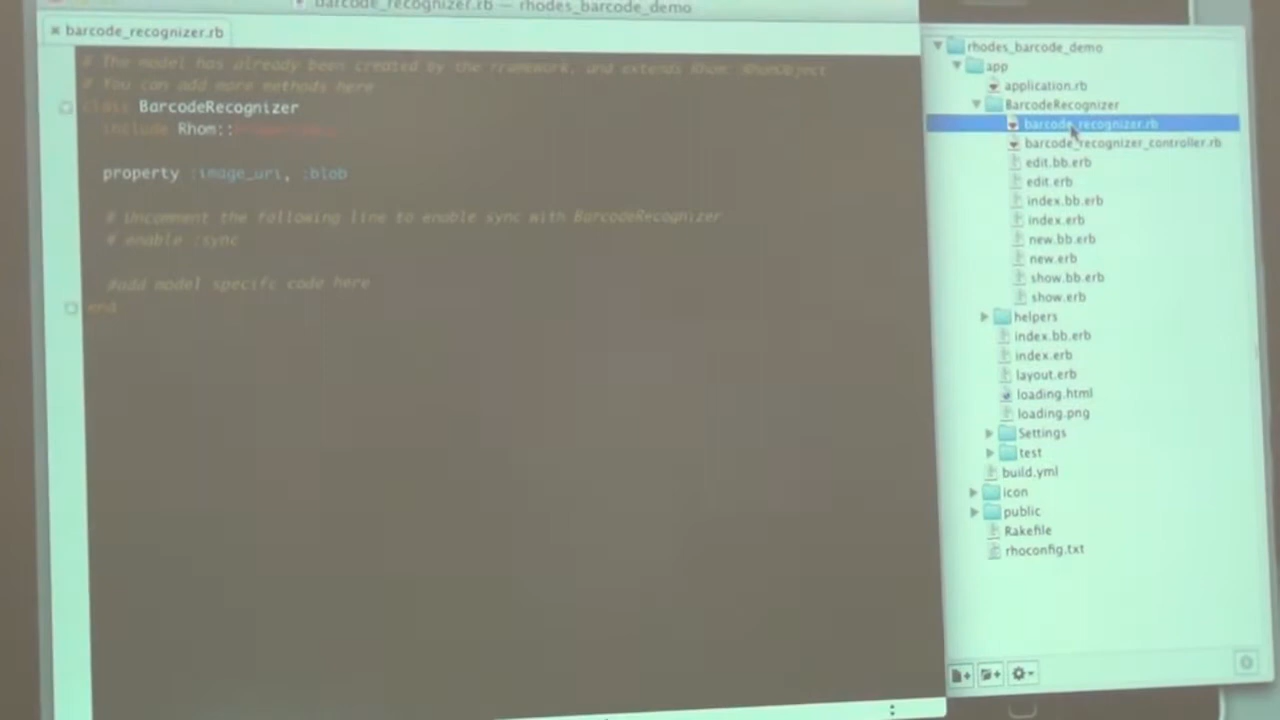 barcode_recognizer.rb — rhodes_barcode_demo
barcode_recognizer.rb
# The model has already been created by the framework, and extends Rhom::RhomObject
# You can add more methods here
class BarcodeRecognizer
include Rhom::
property :image_uri, :blob
# Uncomment the following line to enable sync with BarcodeRecognizer
# enable :sync
#add model specifc code here
end
rhodes_barcode_demo
app
application.rb
BarcodeRecognizer
barcode_recognizer.rb
barcode_recognizer_controller.rb
edit.bb.erb
edit.erb
index.bb.erb
index.erb
new.bb.erb
new.erb
show.bb.erb
show.erb
helpers
index.bb.erb
index.erb
layout.erb
loading.html
loading.png
Settings
test
build.yml
icon
public
Rakefile
rhoconfig.txt